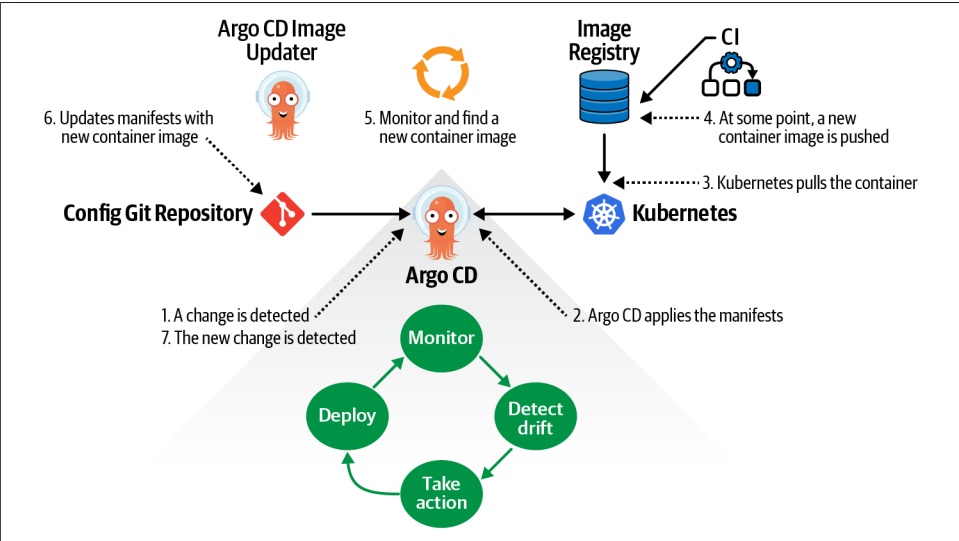 Argo CD Image
Updater
Image
Registry
CI
6. Updates manifests with
new container image
5. Monitor and find a
new container image
4. At some point, a new
container image is pushed
3. Kubernetes pulls the container
Config Git Repository
Kubernetes
Argo CD
1. A change is detected
7. The new change is detected
2. Argo CD applies the manifests
Monitor
Deploy
Detect
drift
Take
action